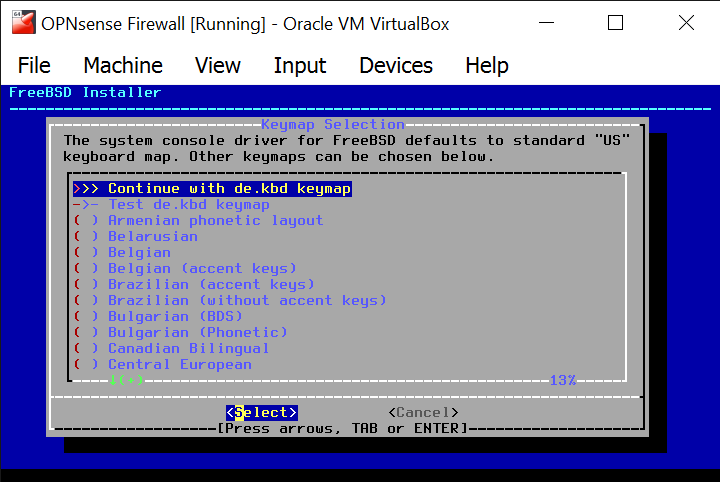 OPNsense Firewall [Running] - Oracle VM VirtualBox
File Machine View Input Devices Help
FreeBSD Installer
Keymap Selection
The system console driver for FreeBSD defaults to standard "US"
keyboard map. Other keymaps can be chosen below.
>>> Continue with de.kbd keymap
->- Test de.kbd keymap
( ) Armenian phonetic layout
( ) Belarusian
( ) Belgian
( ) Belgian (accent keys)
( ) Brazilian (accent keys)
( ) Brazilian (without accent keys)
( ) Bulgarian (BDS)
( ) Bulgarian (Phonetic)
( ) Canadian Bilingual
( ) Central European
↓(+) 13%
<Select> <Cancel>
[Press arrows, TAB or ENTER]